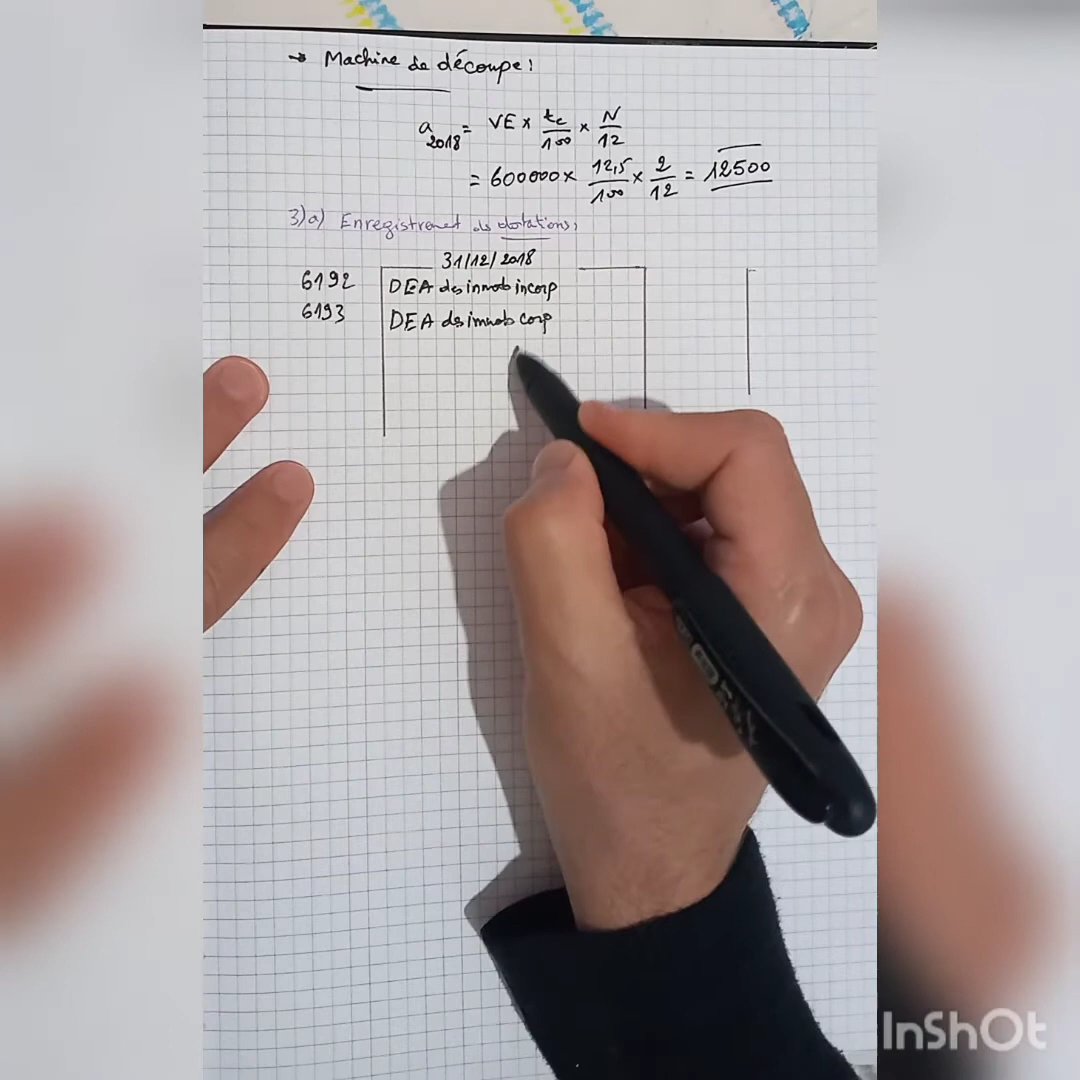 → Machine de découpe :
a2018 = VE × tc/100 × N/12
= 600000 × 12,5/100 × 2/12 = 12500
3) a) Enregistrement des dotations :
31/12/2018
6192 DEA des immob incorp
6193 DEA des immob corp
InShOt